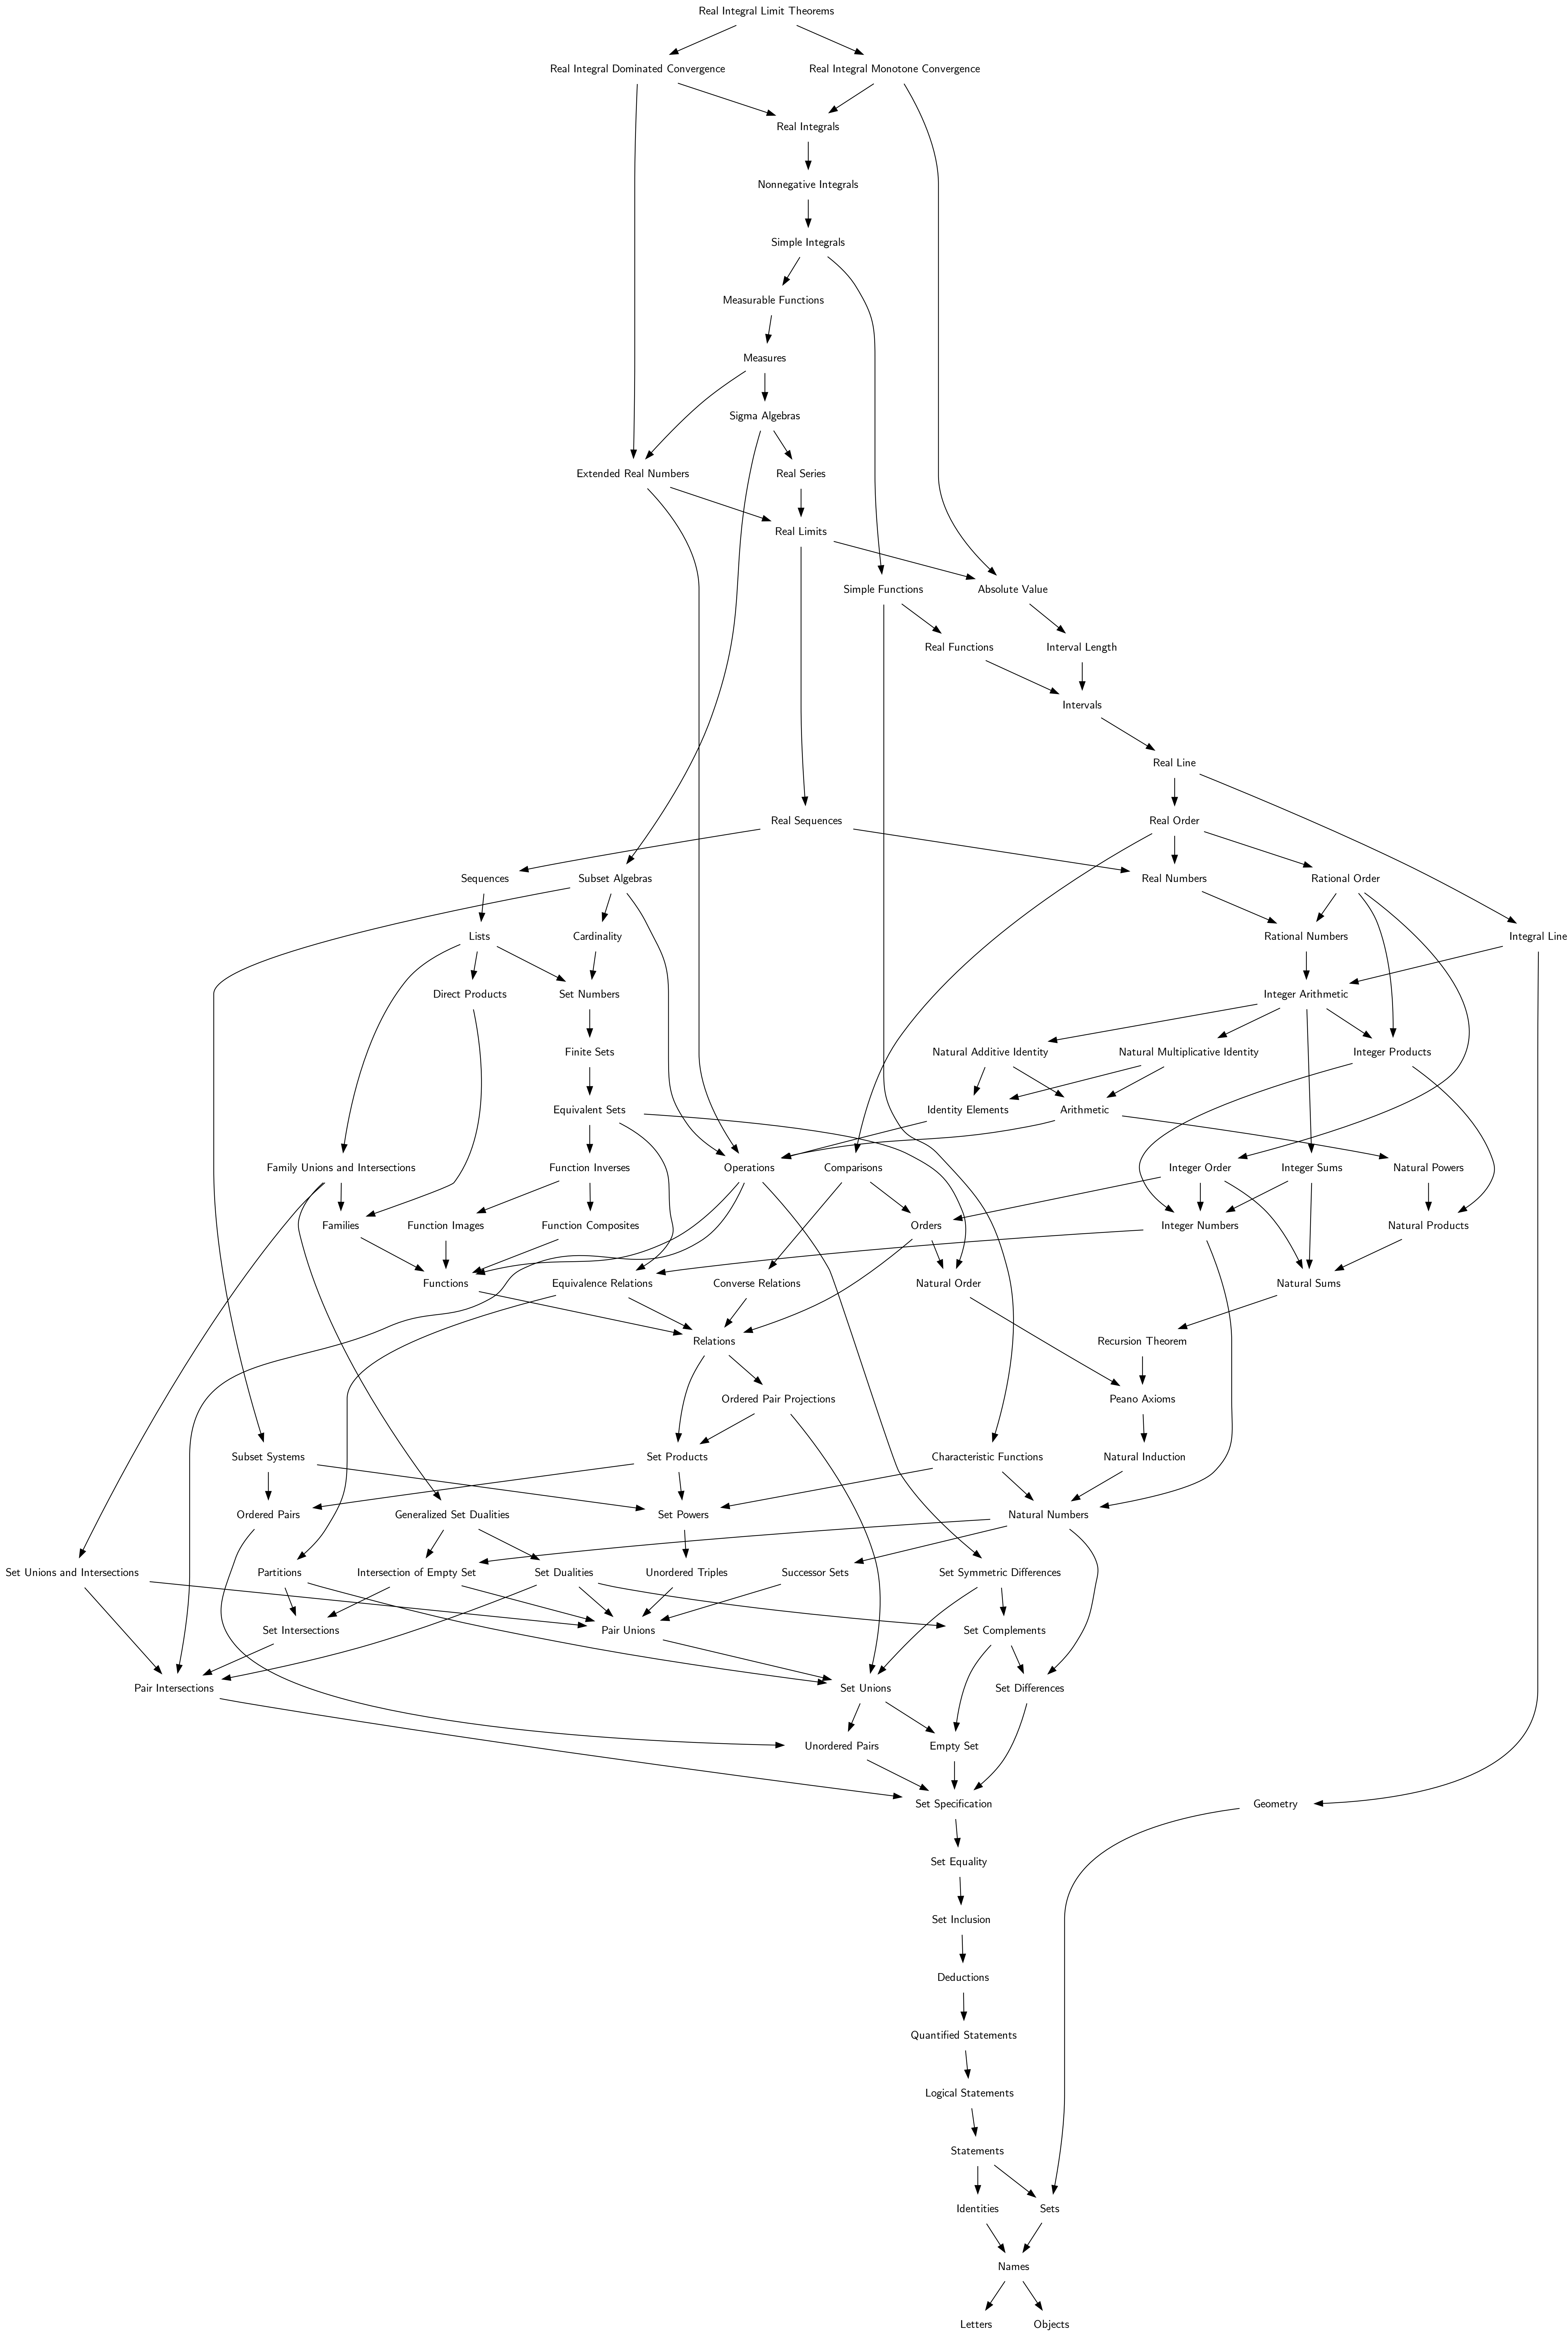 Real Integral Limit Theorems
Real Integral Dominated Convergence
Real Integral Monotone Convergence
Real Integrals
Nonnegative Integrals
Simple Integrals
Measurable Functions
Measures
Sigma Algebras
Extended Real Numbers
Real Series
Real Limits
Simple Functions
Absolute Value
Real Functions
Interval Length
Intervals
Real Line
Real Sequences
Real Order
Sequences
Subset Algebras
Real Numbers
Rational Order
Lists
Cardinality
Rational Numbers
Integral Line
Direct Products
Set Numbers
Integer Arithmetic
Finite Sets
Natural Additive Identity
Natural Multiplicative Identity
Integer Products
Equivalent Sets
Identity Elements
Arithmetic
Family Unions and Intersections
Function Inverses
Operations
Comparisons
Integer Order
Integer Sums
Natural Powers
Families
Function Images
Function Composites
Orders
Integer Numbers
Natural Products
Functions
Equivalence Relations
Converse Relations
Natural Order
Natural Sums
Relations
Recursion Theorem
Ordered Pair Projections
Peano Axioms
Subset Systems
Set Products
Characteristic Functions
Natural Induction
Ordered Pairs
Generalized Set Dualities
Set Powers
Natural Numbers
Set Unions and Intersections
Partitions
Intersection of Empty Set
Set Dualities
Unordered Triples
Successor Sets
Set Symmetric Differences
Set Intersections
Pair Unions
Set Complements
Pair Intersections
Set Unions
Set Differences
Unordered Pairs
Empty Set
Set Specification
Geometry
Set Equality
Set Inclusion
Deductions
Quantified Statements
Logical Statements
Statements
Identities
Sets
Names
Letters
Objects